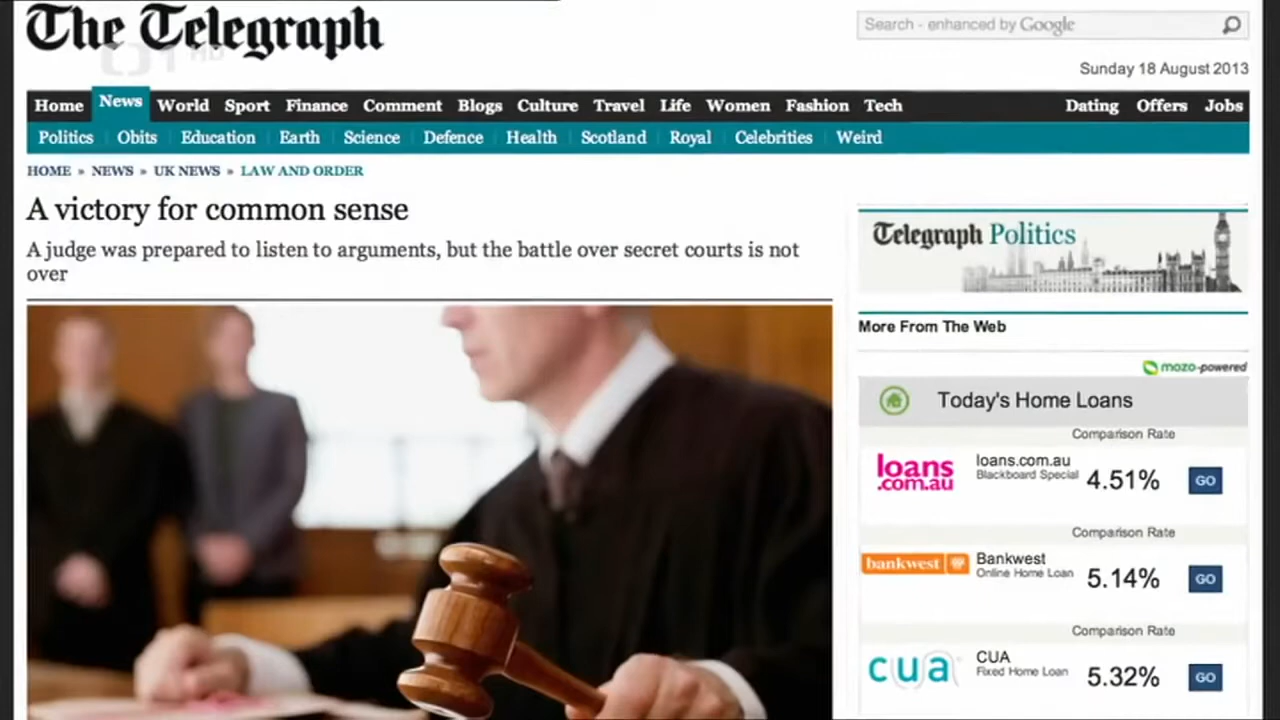 The Telegraph
HD
Search - enhanced by Google
Sunday 18 August 2013
Home News World Sport Finance Comment Blogs Culture Travel Life Women Fashion Tech Dating Offers Jobs
Politics Obits Education Earth Science Defence Health Scotland Royal Celebrities Weird
HOME » NEWS » UK NEWS » LAW AND ORDER
A victory for common sense
A judge was prepared to listen to arguments, but the battle over secret courts is not
over
Telegraph Politics
More From The Web
mozo-powered
Today's Home Loans
Comparison Rate
loans
.com.au
loans.com.au
Blackboard Special
4.51%
GO
Comparison Rate
bankwest
Bankwest
Online Home Loan
5.14%
GO
Comparison Rate
cua
CUA
Fixed Home Loan
5.32%
GO